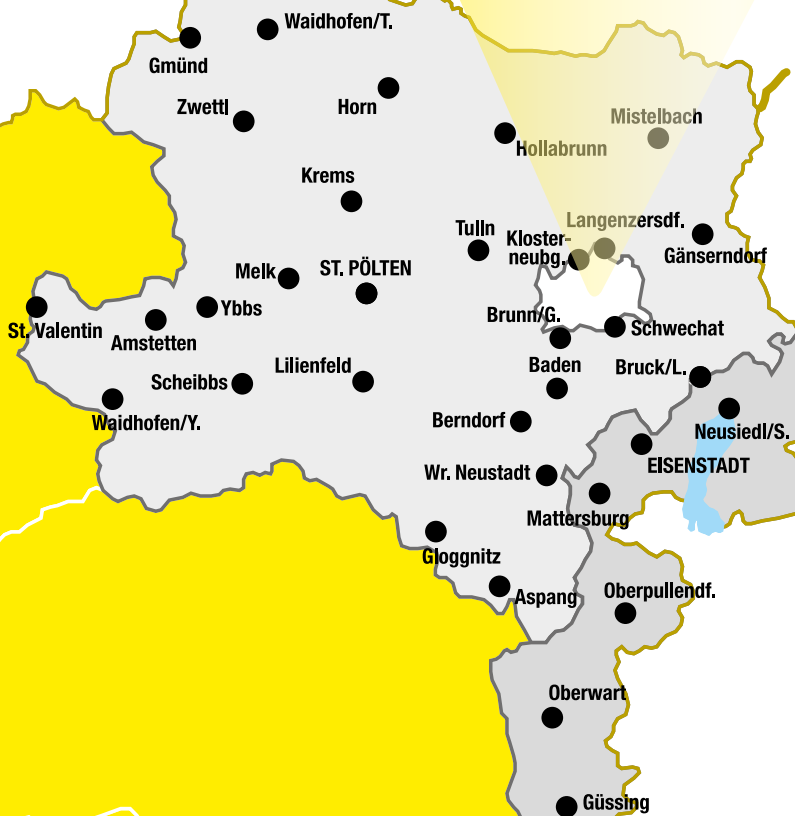 Waidhofen/T.
Gmünd
Zwettl
Horn
Mistelbach
Hollabrunn
Krems
Langenzersdf.
Tulln
Kloster-
neubg.
Gänserndorf
Melk
ST. PÖLTEN
Ybbs
St. Valentin
Amstetten
Brunn/G.
Schwechat
Lilienfeld
Baden
Bruck/L.
Scheibbs
Waidhofen/Y.
Berndorf
Neusiedl/S.
EISENSTADT
Wr. Neustadt
Mattersburg
Gloggnitz
Aspang
Oberpullendf.
Oberwart
Güssing